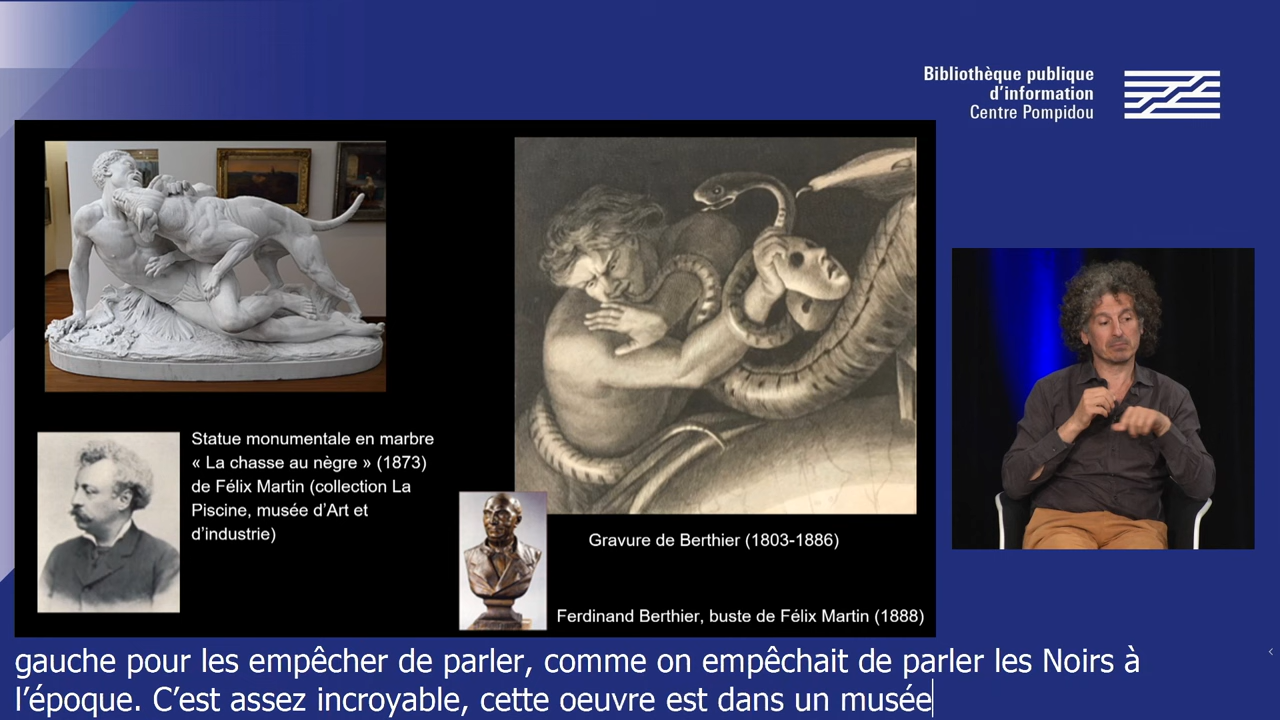 Bibliothèque publique
d'information
Centre Pompidou
Statue monumentale en marbre
« La chasse au nègre » (1873)
de Félix Martin (collection La
Piscine, musée d'Art et
d'industrie)
Gravure de Berthier (1803-1886)
Ferdinand Berthier, buste de Félix Martin (1888)
gauche pour les empêcher de parler, comme on empêchait de parler les Noirs à
l'époque. C'est assez incroyable, cette oeuvre est dans un musée